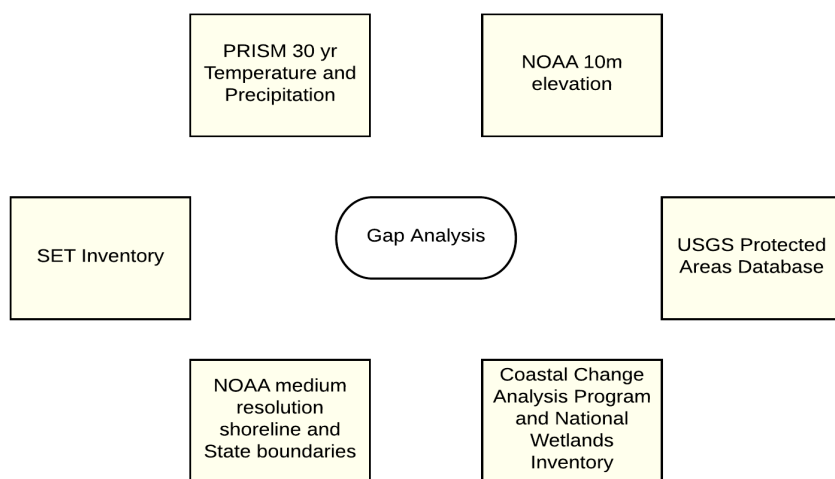 PRISM 30 yr
Temperature and
Precipitation
NOAA 10m
elevation
SET Inventory
Gap Analysis
USGS Protected
Areas Database
NOAA medium
resolution
shoreline and
State boundaries
Coastal Change
Analysis Program
and National
Wetlands
Inventory